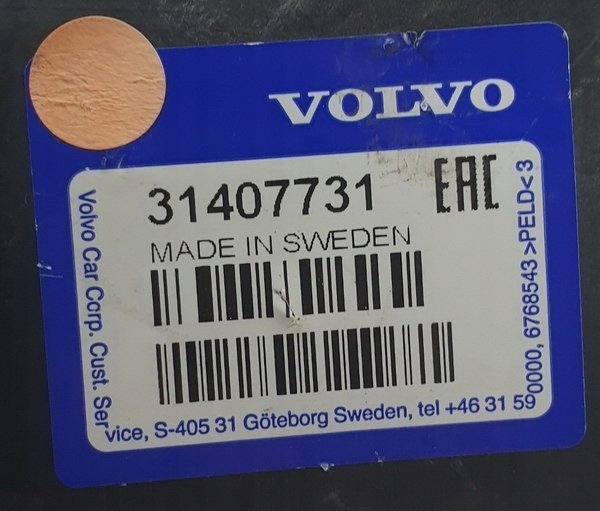 VOLVO
31407731
EAC
MADE IN SWEDEN
Volvo Car Corp. Cust. Service, S-405 31 Göteborg Sweden, tel +46 31 59 0000, 6768543 >PELD< 3